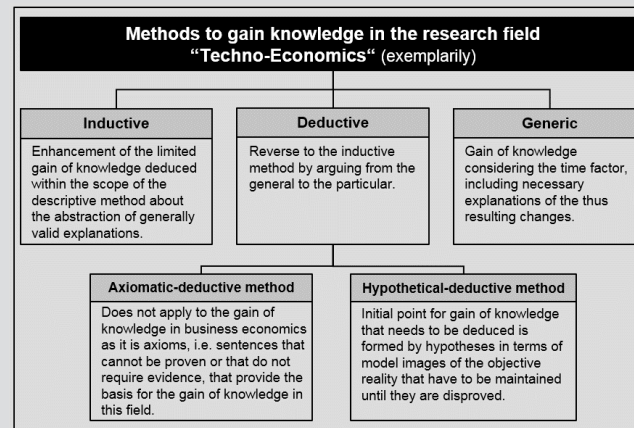 Methods to gain knowledge in the research field
“Techno-Economics“ (exemplarily)
Inductive
Enhancement of the limited
gain of knowledge deduced
within the scope of the
descriptive method about
the abstraction of generally
valid explanations.
Deductive
Reverse to the inductive
method by arguing from the
general to the particular.
Generic
Gain of knowledge
considering the time factor,
including necessary
explanations of the thus
resulting changes.
Axiomatic-deductive method
Does not apply to the gain of
knowledge in business economics
as it is axioms, i.e. sentences that
cannot be proven or that do not
require evidence, that provide the
basis for the gain of knowledge in
this field.
Hypothetical-deductive method
Initial point for gain of knowledge
that needs to be deduced is
formed by hypotheses in terms of
model images of the objective
reality that have to be maintained
until they are disproved.